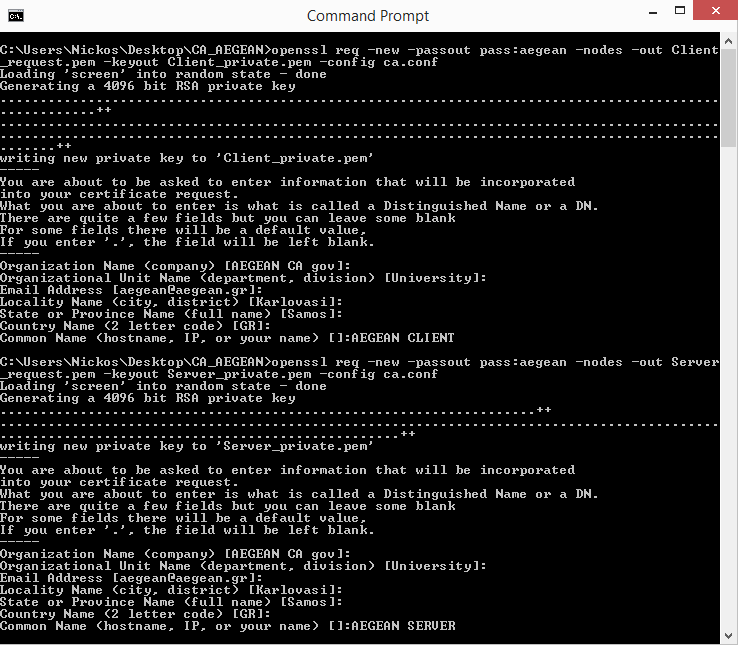 Command Prompt
C:\Users\Nickos\Desktop\CA_AEGEAN>openssl req -new -passout pass:aegean -nodes -out Client
_request.pem -keyout Client_private.pem -config ca.conf
Loading 'screen' into random state - done
Generating a 4096 bit RSA private key
..........................................................................................
............++
..........................................................................................
..........................................................................................
.......++
writing new private key to 'Client_private.pem'
-----
You are about to be asked to enter information that will be incorporated
into your certificate request.
What you are about to enter is what is called a Distinguished Name or a DN.
There are quite a few fields but you can leave some blank
For some fields there will be a default value,
If you enter '.', the field will be left blank.
-----
Organization Name (company) [AEGEAN CA gov]:
Organizational Unit Name (department, division) [University]:
Email Address [aegean@aegean.gr]:
Locality Name (city, district) [Karlovasi]:
State or Province Name (full name) [Samos]:
Country Name (2 letter code) [GR]:
Common Name (hostname, IP, or your name) []:AEGEAN CLIENT
C:\Users\Nickos\Desktop\CA_AEGEAN>openssl req -new -passout pass:aegean -nodes -out Server
_request.pem -keyout Server_private.pem -config ca.conf
Loading 'screen' into random state - done
Generating a 4096 bit RSA private key
...................................................................++
..........................................................................................
..................................................++
writing new private key to 'Server_private.pem'
-----
You are about to be asked to enter information that will be incorporated
into your certificate request.
What you are about to enter is what is called a Distinguished Name or a DN.
There are quite a few fields but you can leave some blank
For some fields there will be a default value,
If you enter '.', the field will be left blank.
-----
Organization Name (company) [AEGEAN CA gov]:
Organizational Unit Name (department, division) [University]:
Email Address [aegean@aegean.gr]:
Locality Name (city, district) [Karlovasi]:
State or Province Name (full name) [Samos]:
Country Name (2 letter code) [GR]:
Common Name (hostname, IP, or your name) []:AEGEAN SERVER